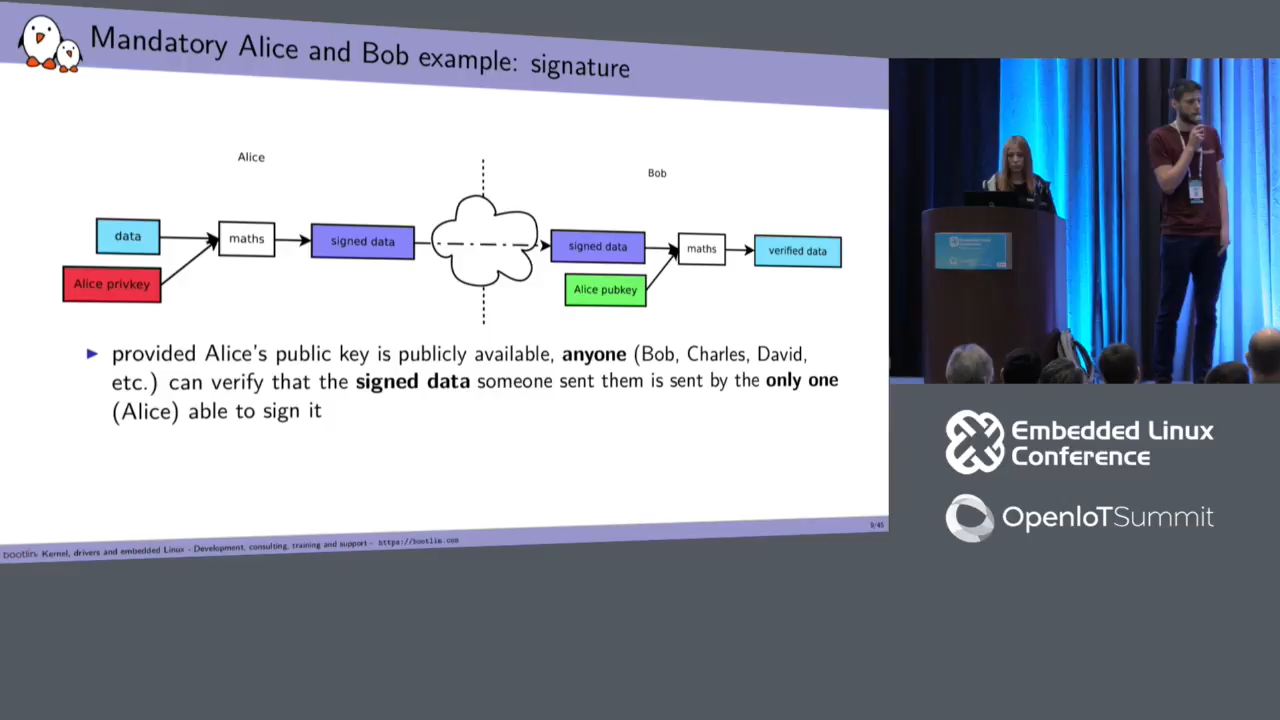 Mandatory Alice and Bob example: signature
Alice
Bob
data
Alice privkey
maths
signed data
signed data
Alice pubkey
maths
verified data
provided Alice's public key is publicly available, anyone (Bob, Charles, David,
etc.) can verify that the signed data someone sent them is sent by the only one
(Alice) able to sign it
bootlin Kernel, drivers and embedded Linux - Development, consulting, training and support - https://bootlin.com
9/45
Embedded Linux
Conference
OpenIoTSummit